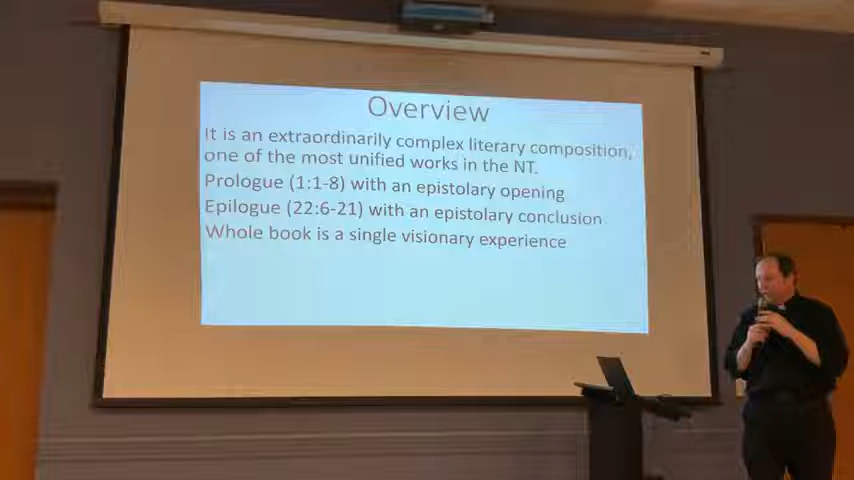 Overview
It is an extraordinarily complex literary composition,
one of the most unified works in the NT.
Prologue (1:1-8) with an epistolary opening
Epilogue (22:6-21) with an epistolary conclusion
Whole book is a single visionary experience